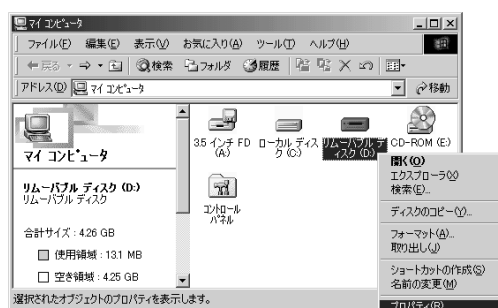 マイ コンピュータ
ファイル(F) 編集(E) 表示(V) お気に入り(A) ツール(T) ヘルプ(H)
戻る 検索 フォルダ 履歴
アドレス(D) マイ コンピュータ 移動
マイ コンピュータ
リムーバブル ディスク (D:)
リムーバブル ディスク
合計サイズ : 4.26 GB
使用領域 : 13.1 MB
空き領域 : 4.25 GB
3.5 インチ FD (A:)
ローカル ディスク (C:)
リムーバブル ディスク (D:)
CD-ROM (E:)
コントロール パネル
開く(O)
エクスプローラ(X)
検索(E)...
ディスクのコピー(Y)...
フォーマット(A)...
取り出し(J)
ショートカットの作成(S)
名前の変更(M)
プロパティ(R)
選択されたオブジェクトのプロパティを表示します。